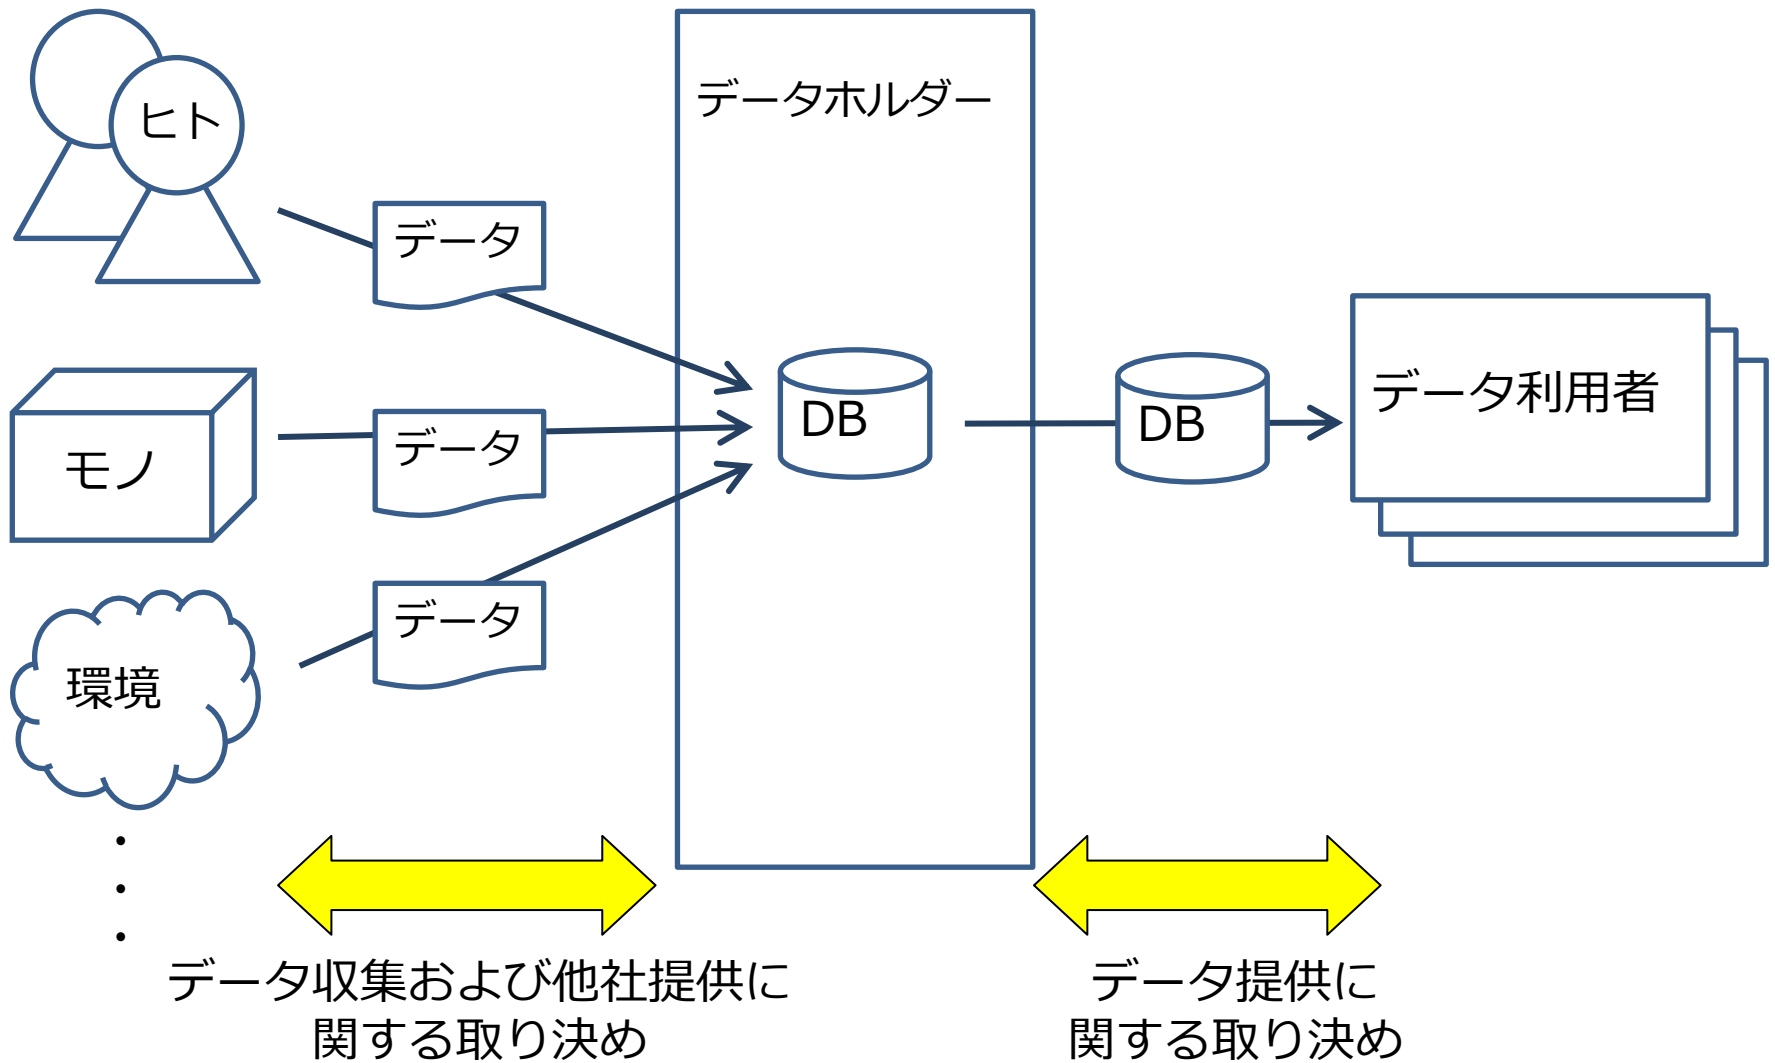 ヒト
データホルダー
データ
データ利用者
DB
DB
データ
モノ
データ
環境
・
・
・
データ収集および他社提供に
関する取り決め
データ提供に
関する取り決め